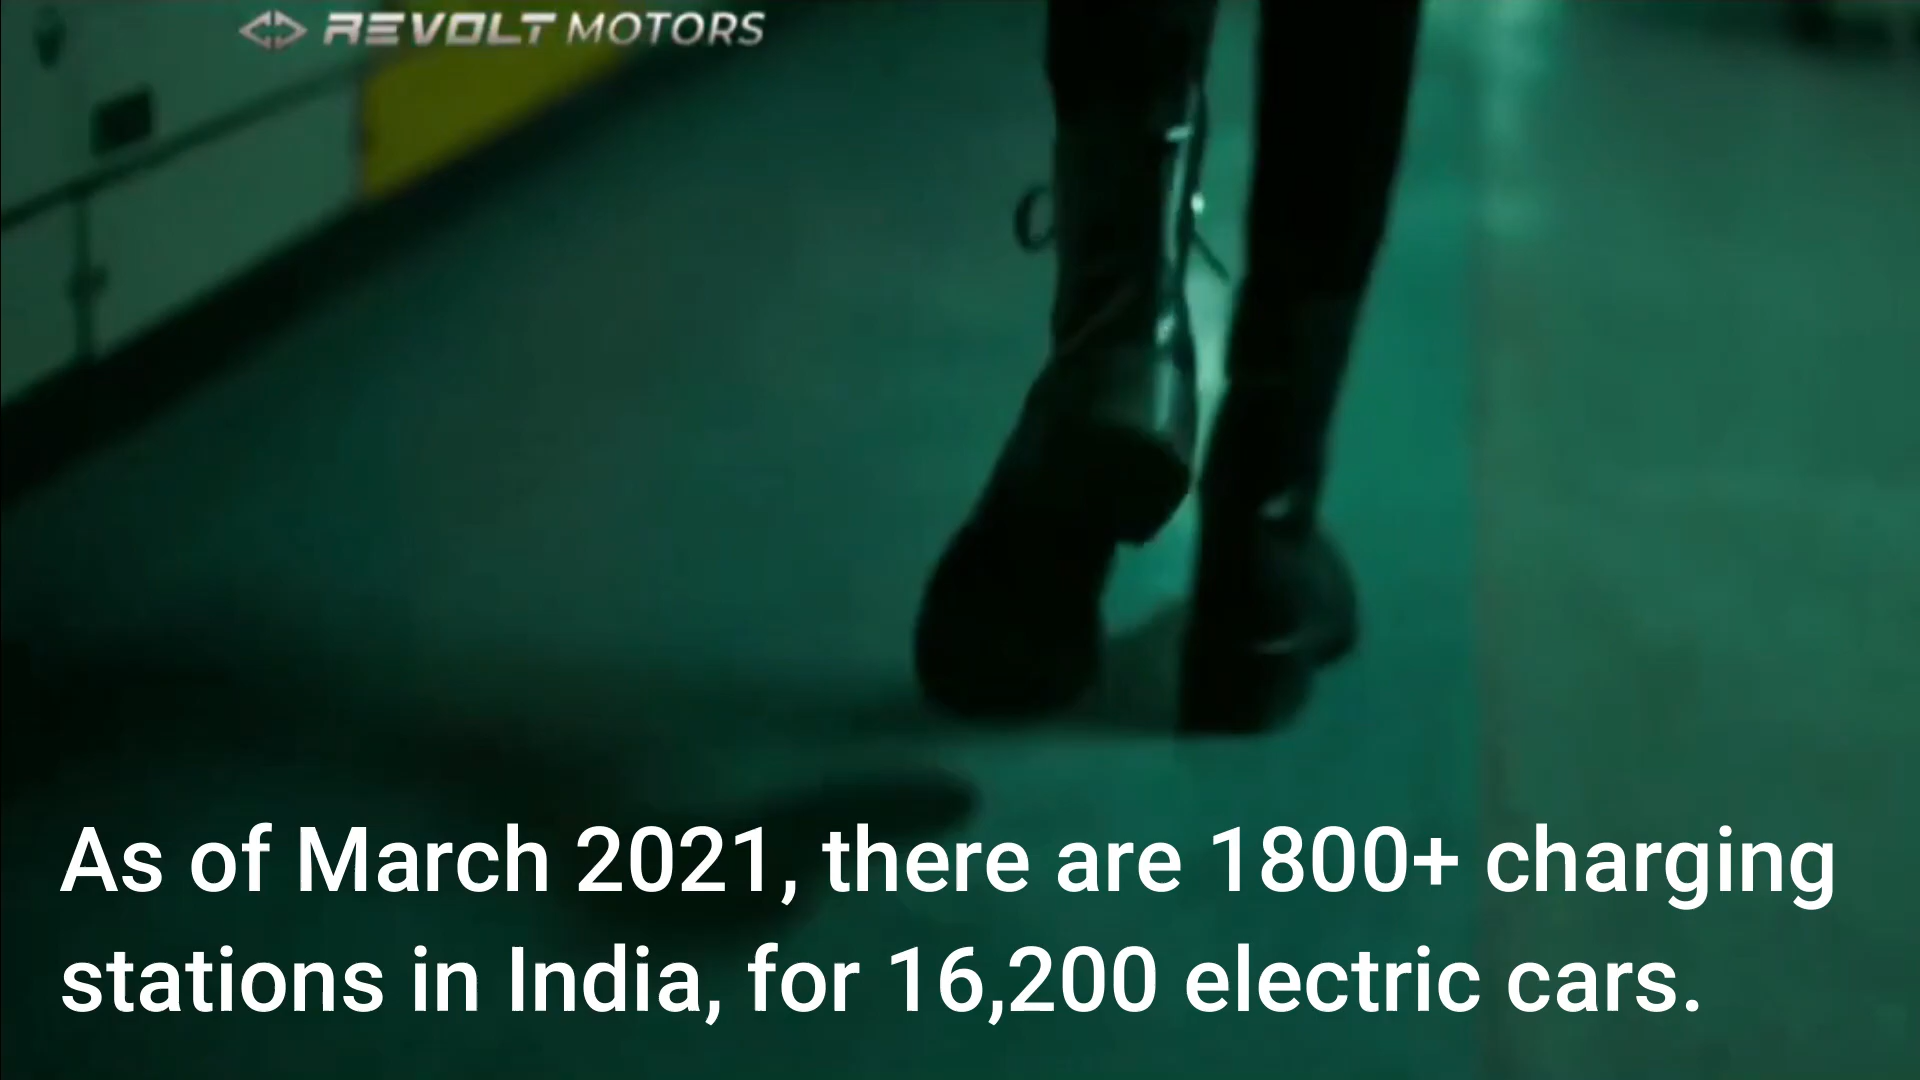 REVOLT MOTORS
As of March 2021, there are 1800+ charging
stations in India, for 16,200 electric cars.